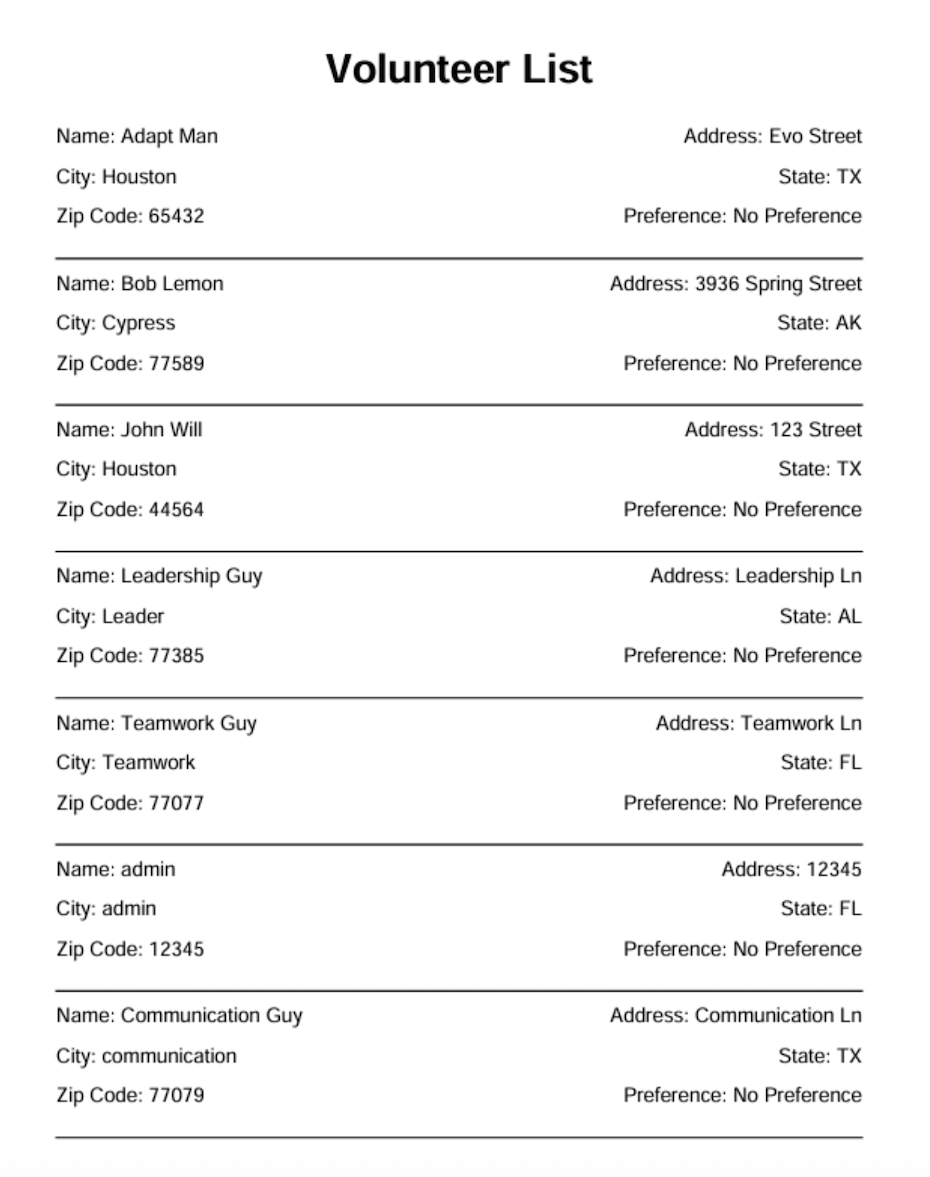 Volunteer List
Name: Adapt Man Address: Evo Street
City: Houston State: TX
Zip Code: 65432 Preference: No Preference
Name: Bob Lemon Address: 3936 Spring Street
City: Cypress State: AK
Zip Code: 77589 Preference: No Preference
Name: John Will Address: 123 Street
City: Houston State: TX
Zip Code: 44564 Preference: No Preference
Name: Leadership Guy Address: Leadership Ln
City: Leader State: AL
Zip Code: 77385 Preference: No Preference
Name: Teamwork Guy Address: Teamwork Ln
City: Teamwork State: FL
Zip Code: 77077 Preference: No Preference
Name: admin Address: 12345
City: admin State: FL
Zip Code: 12345 Preference: No Preference
Name: Communication Guy Address: Communication Ln
City: communication State: TX
Zip Code: 77079 Preference: No Preference